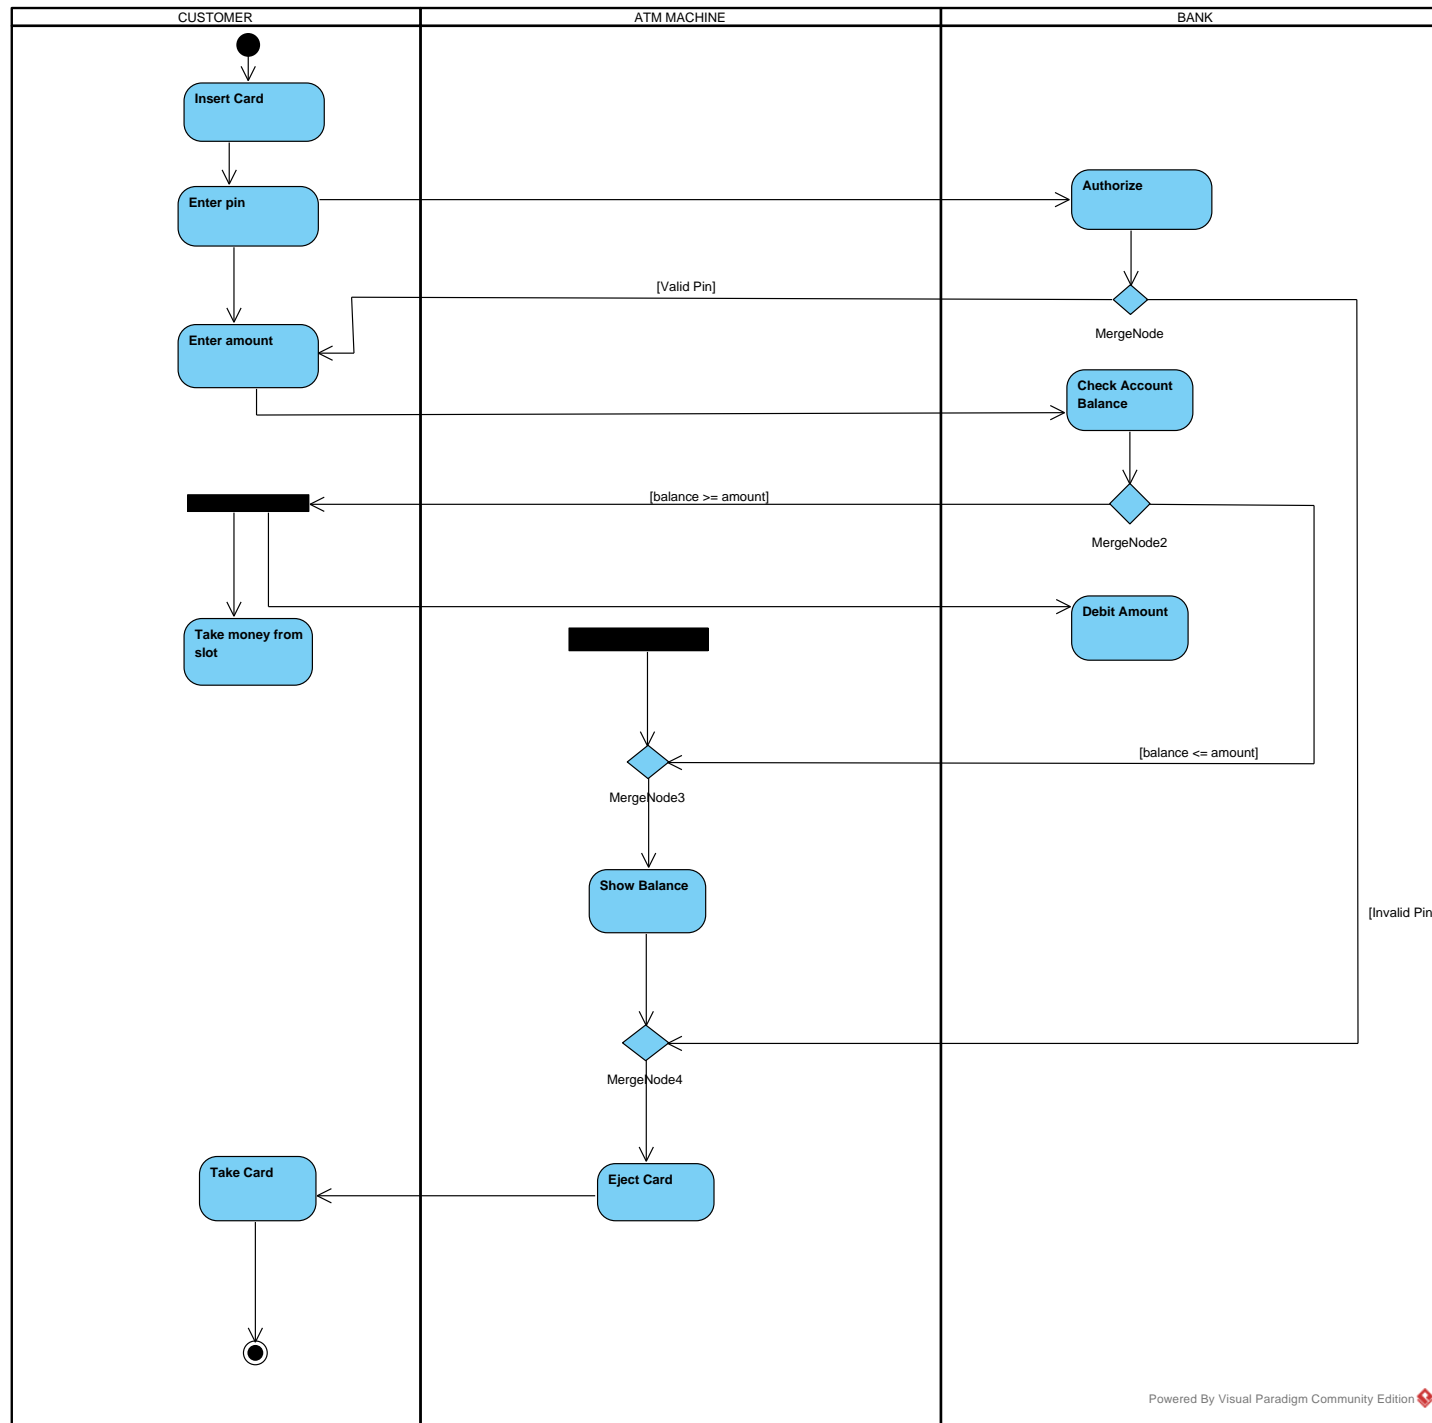 CUSTOMER
ATM MACHINE
BANK
Insert Card
Enter pin
Authorize
[Valid Pin]
MergeNode
Enter amount
Check Account
Balance
[balance >= amount]
MergeNode2
Debit Amount
Take money from
slot
[balance <= amount]
MergeNode3
Show Balance
[Invalid Pin
MergeNode4
Take Card
Eject Card
Powered By Visual Paradigm Community Edition